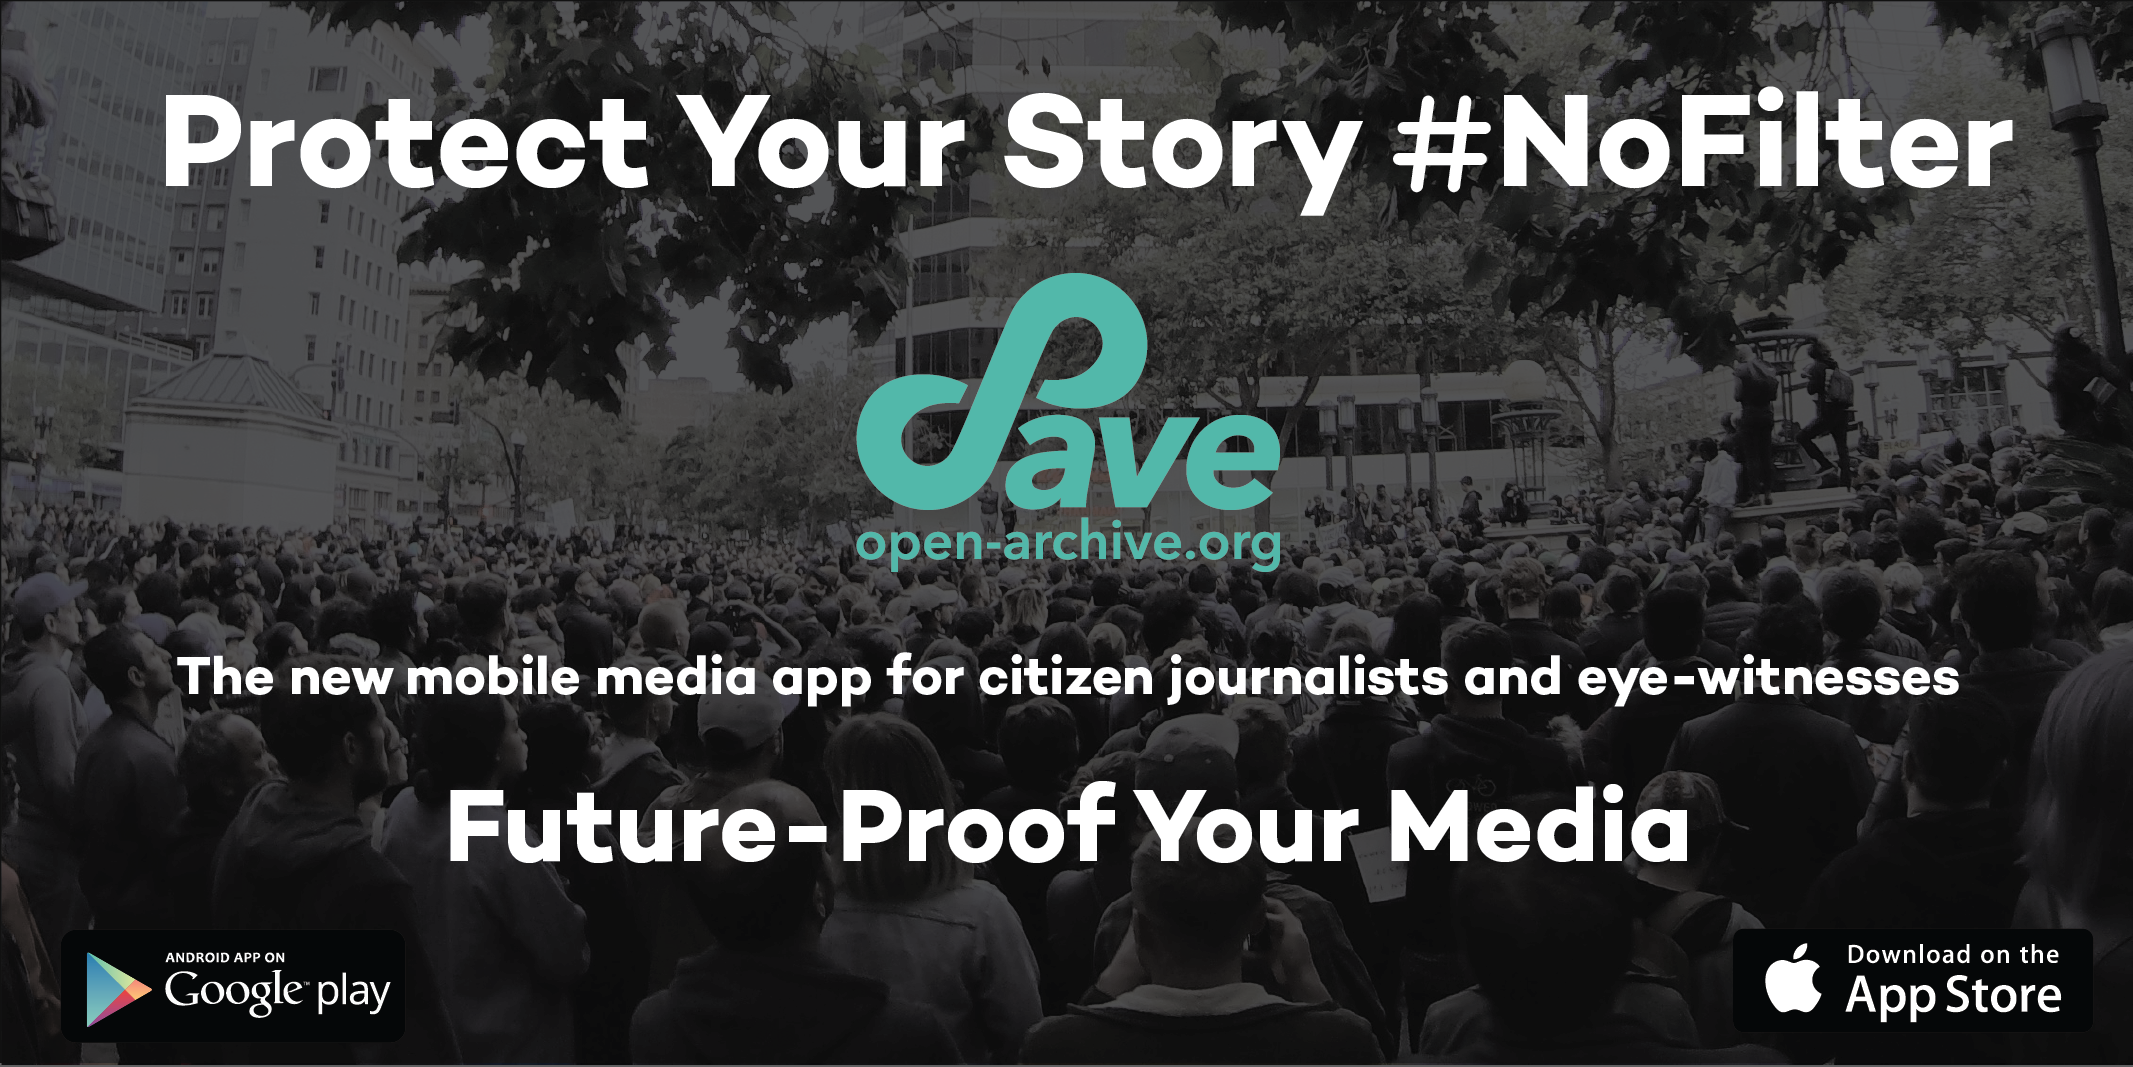 Protect Your Story #NoFilter
Save
open-archive.org
The new mobile media app for citizen journalists and eye-witnesses
Future-Proof Your Media
ANDROID APP ON
Google™ play
Download on the
App Store